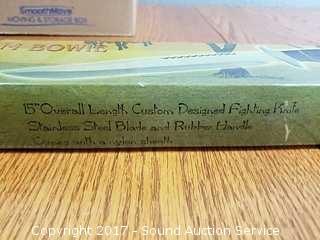 SmoothMove
MOVING & STORAGE BOX
BOWIE
15" Overall Length Custom Designed Fighting Knife
Stainless Steel Blade and Rubber Handle
Comes with a nylon sheath
Copyright 2017 - Sound Auction Service